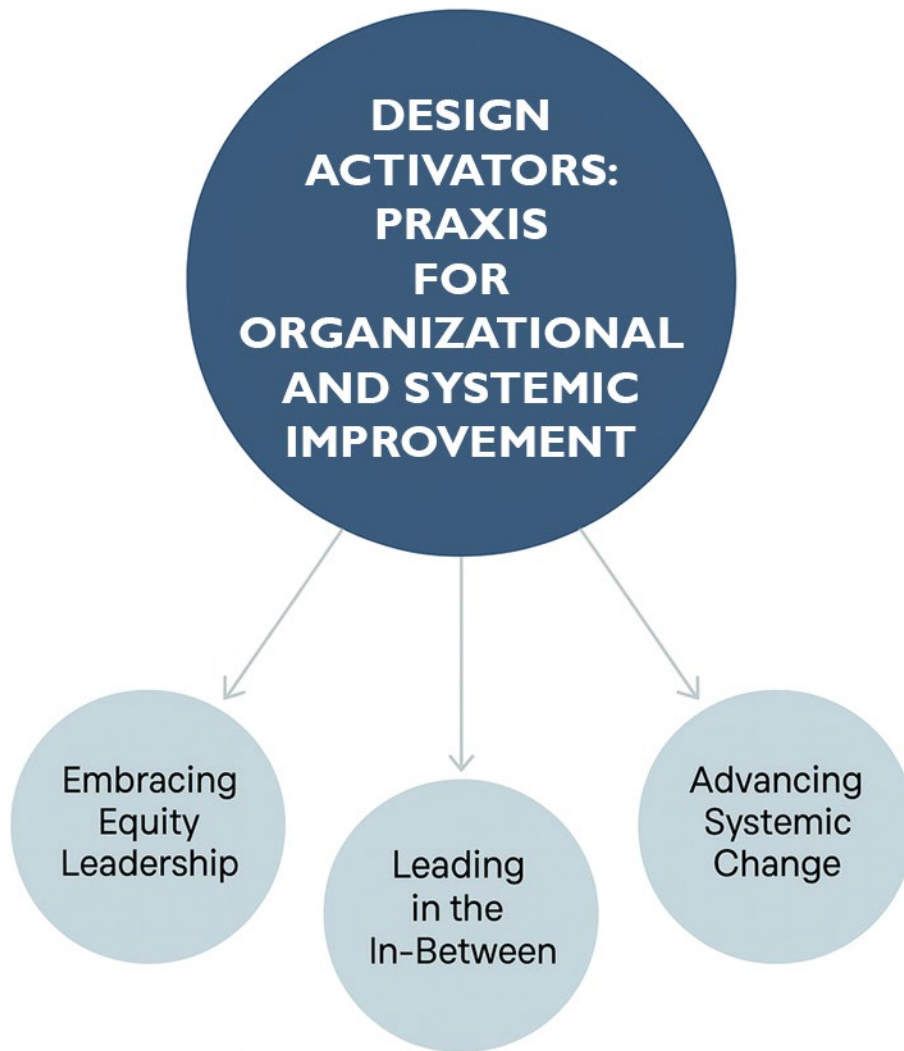 DESIGN
ACTIVATORS:
PRAXIS
FOR
ORGANIZATIONAL
AND SYSTEMIC
IMPROVEMENT
Embracing
Equity
Leadership
Leading
in the
In-Between
Advancing
Systemic
Change